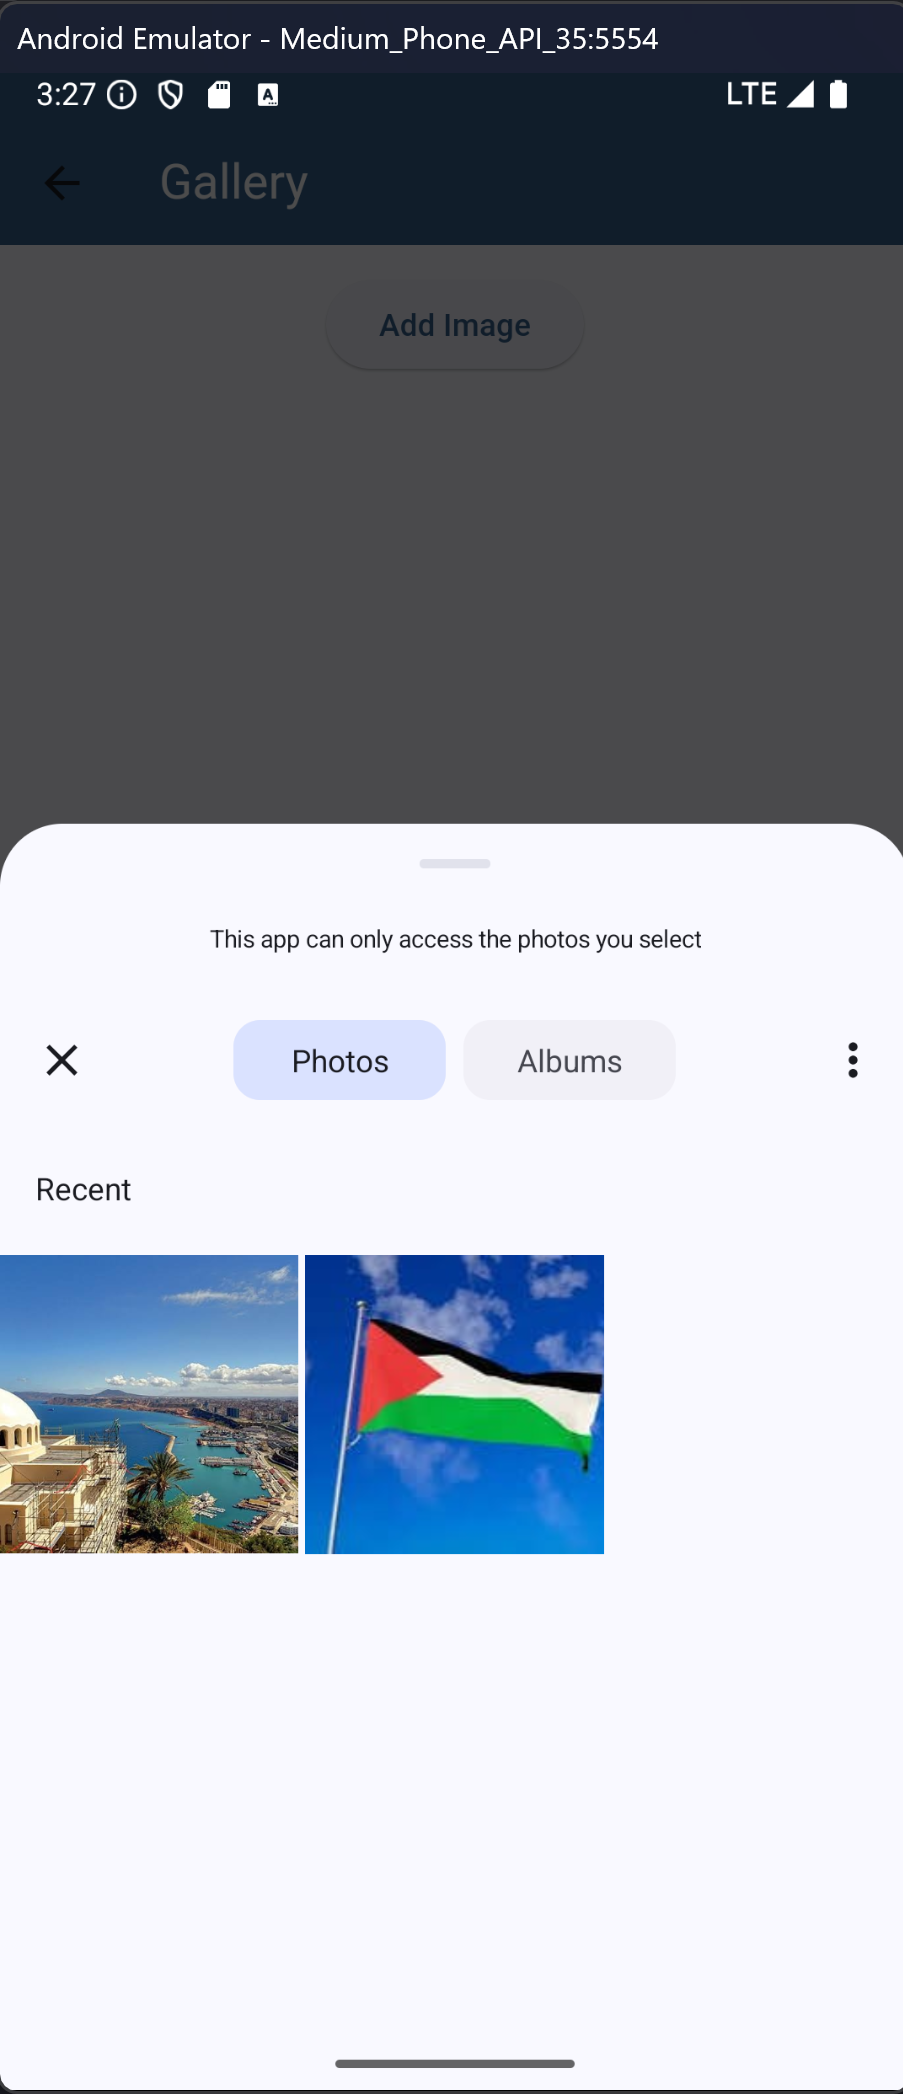 Android Emulator - Medium_Phone_API_35:5554
3:27 LTE
Gallery
Add Image
This app can only access the photos you select
Photos Albums
Recent